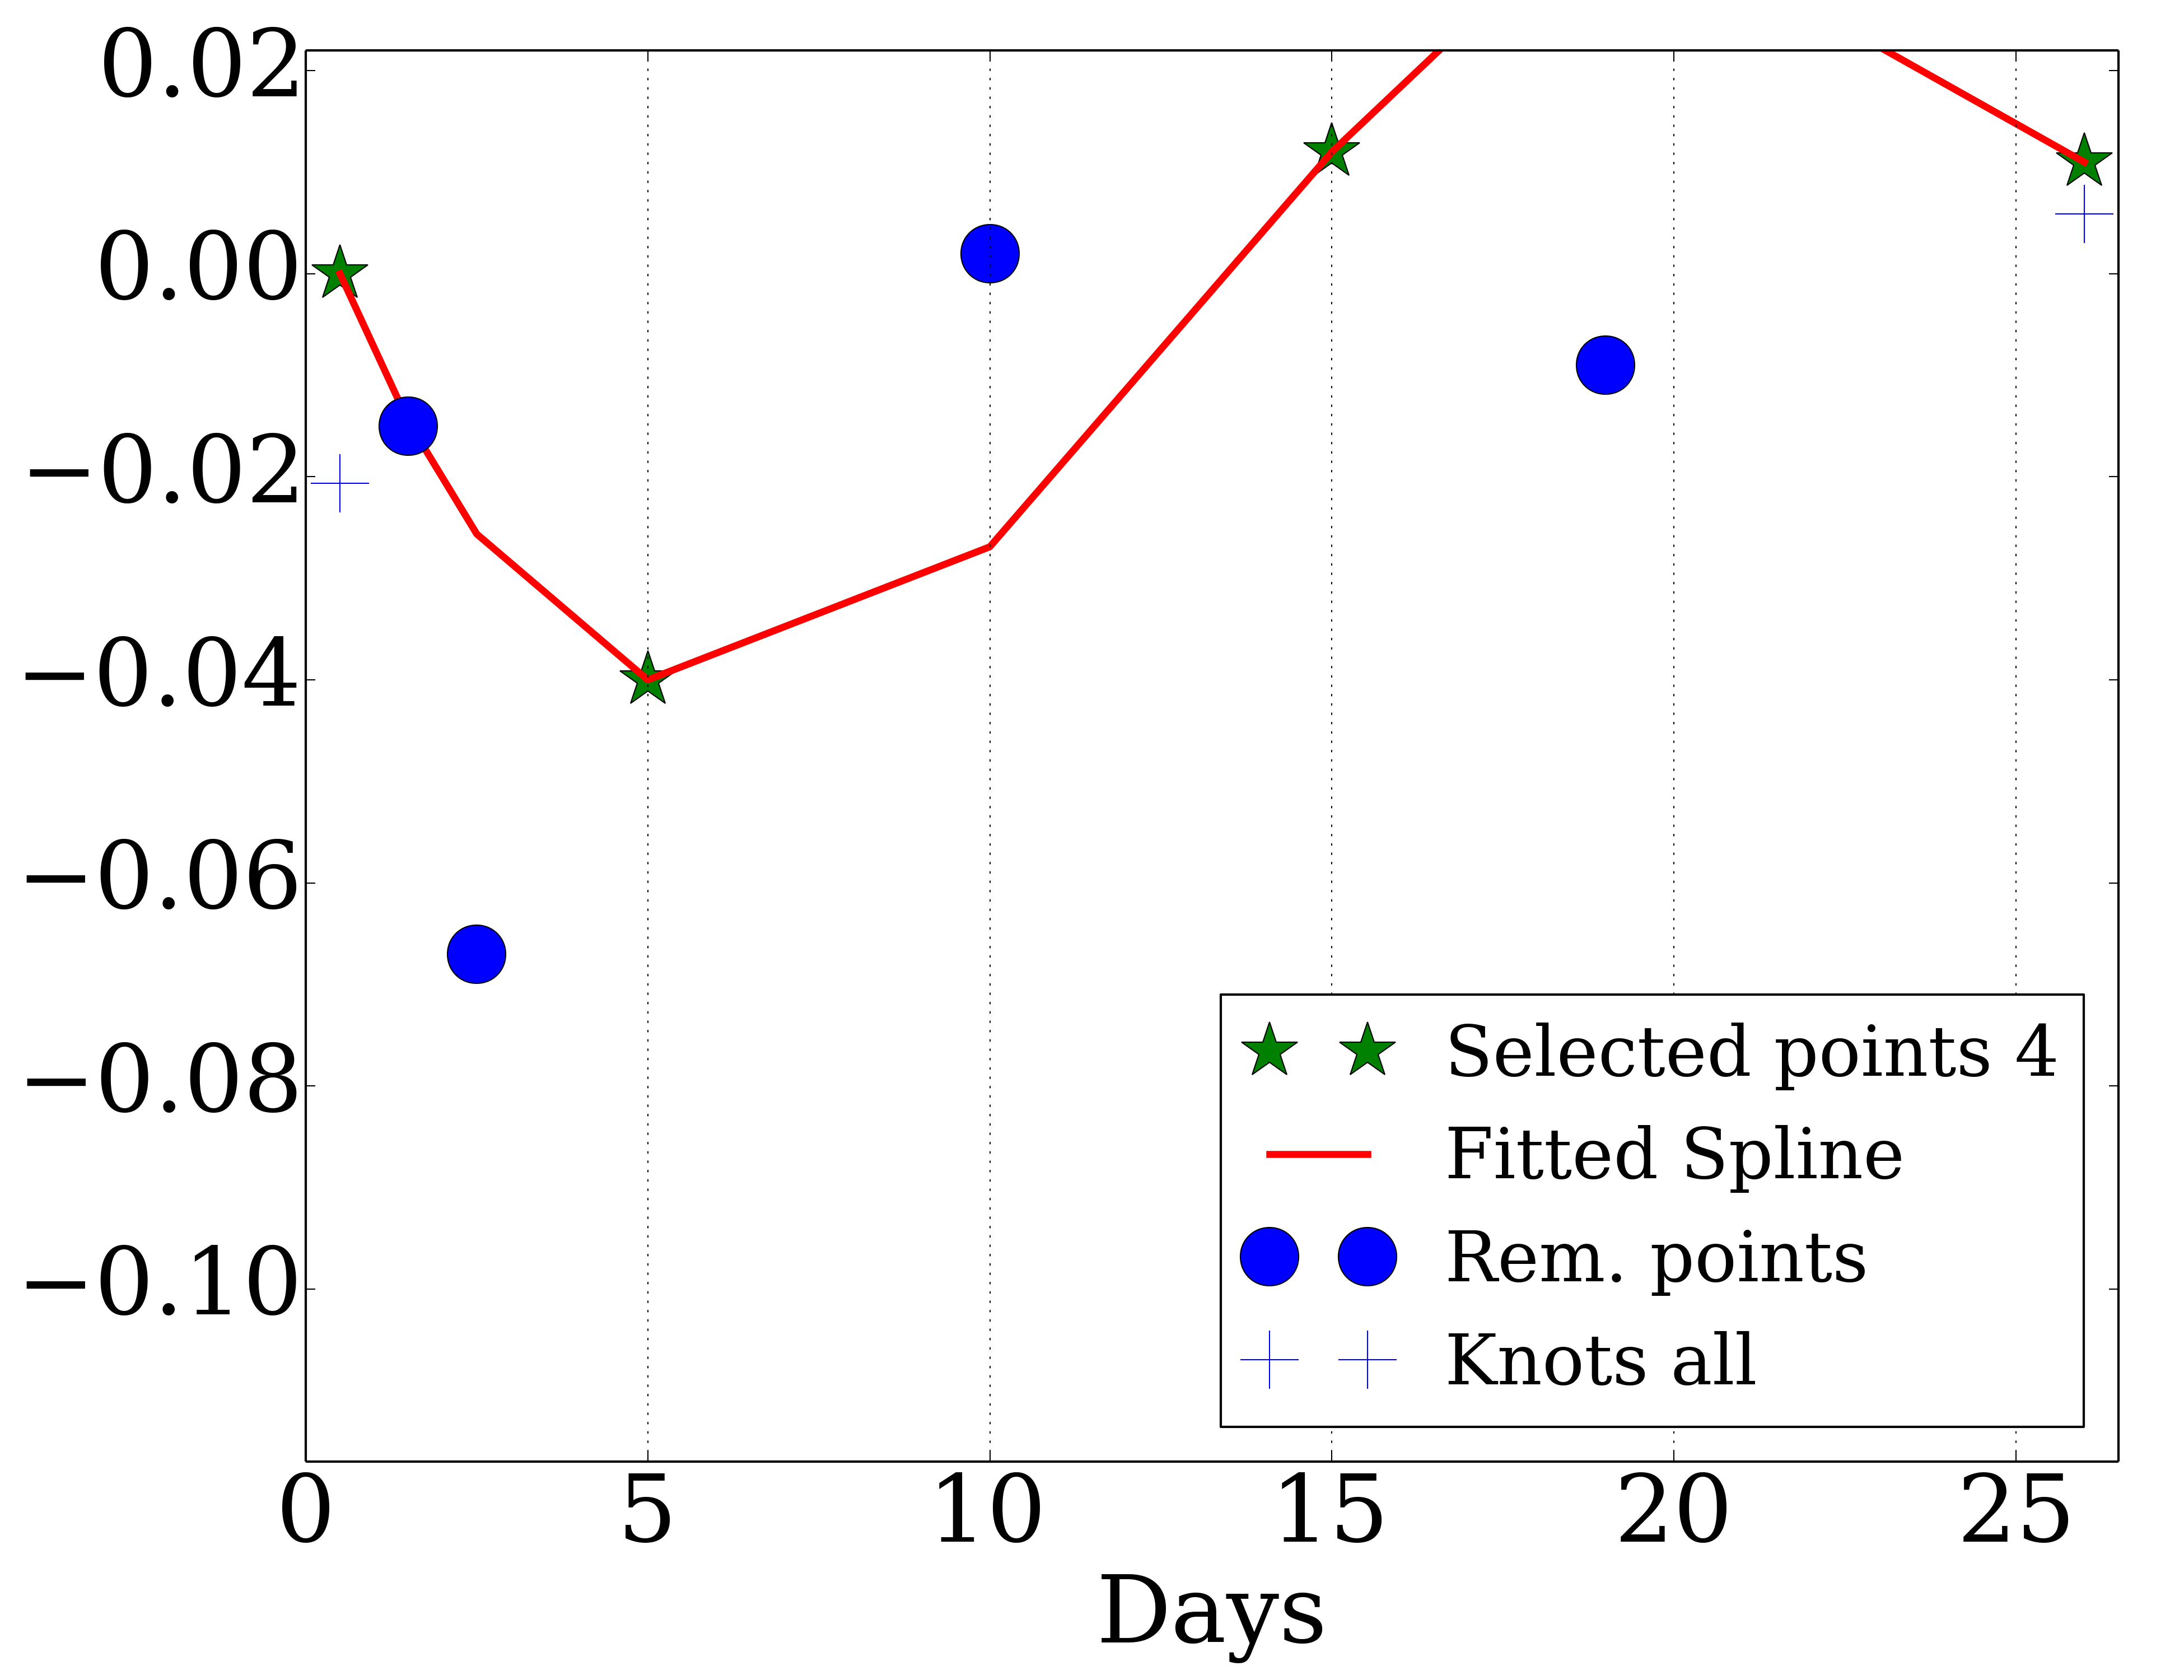 0.02
0.00
−0.02
−0.04
−0.06
−0.08
−0.10
Selected points 4
Fitted Spline
Rem. points
Knots all
0 5 10 15 20 25
Days